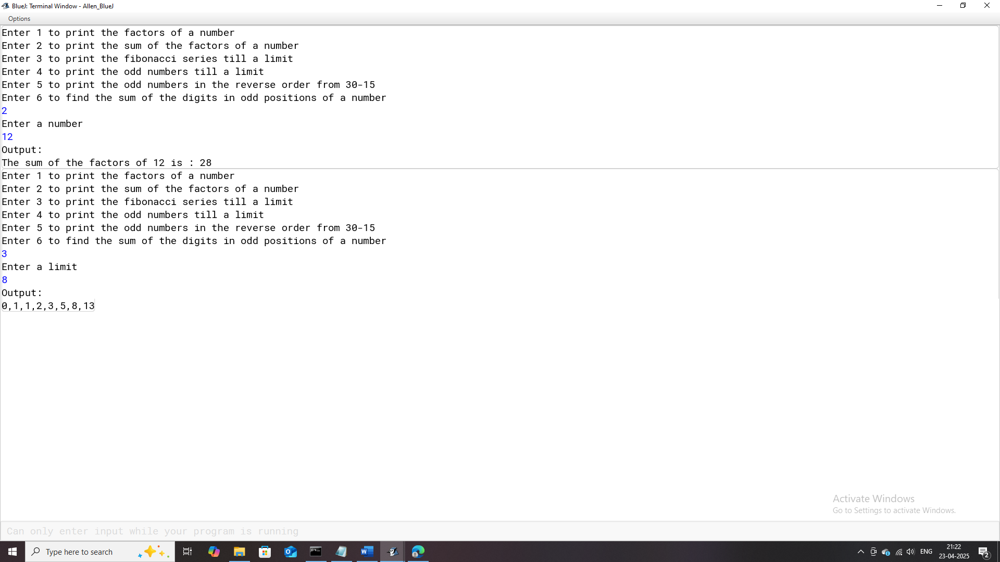 BlueJ: Terminal Window - Allen_BlueJ
Options
Enter 1 to print the factors of a number
Enter 2 to print the sum of the factors of a number
Enter 3 to print the fibonacci series till a limit
Enter 4 to print the odd numbers till a limit
Enter 5 to print the odd numbers in the reverse order from 30-15
Enter 6 to find the sum of the digits in odd positions of a number
2
Enter a number
12
Output:
The sum of the factors of 12 is : 28
Enter 1 to print the factors of a number
Enter 2 to print the sum of the factors of a number
Enter 3 to print the fibonacci series till a limit
Enter 4 to print the odd numbers till a limit
Enter 5 to print the odd numbers in the reverse order from 30-15
Enter 6 to find the sum of the digits in odd positions of a number
3
Enter a limit
8
Output:
0,1,1,2,3,5,8,13
Activate Windows
Go to Settings to activate Windows.
Can only enter input while your program is running
Type here to search
ENG
21:22
23-04-2025
2